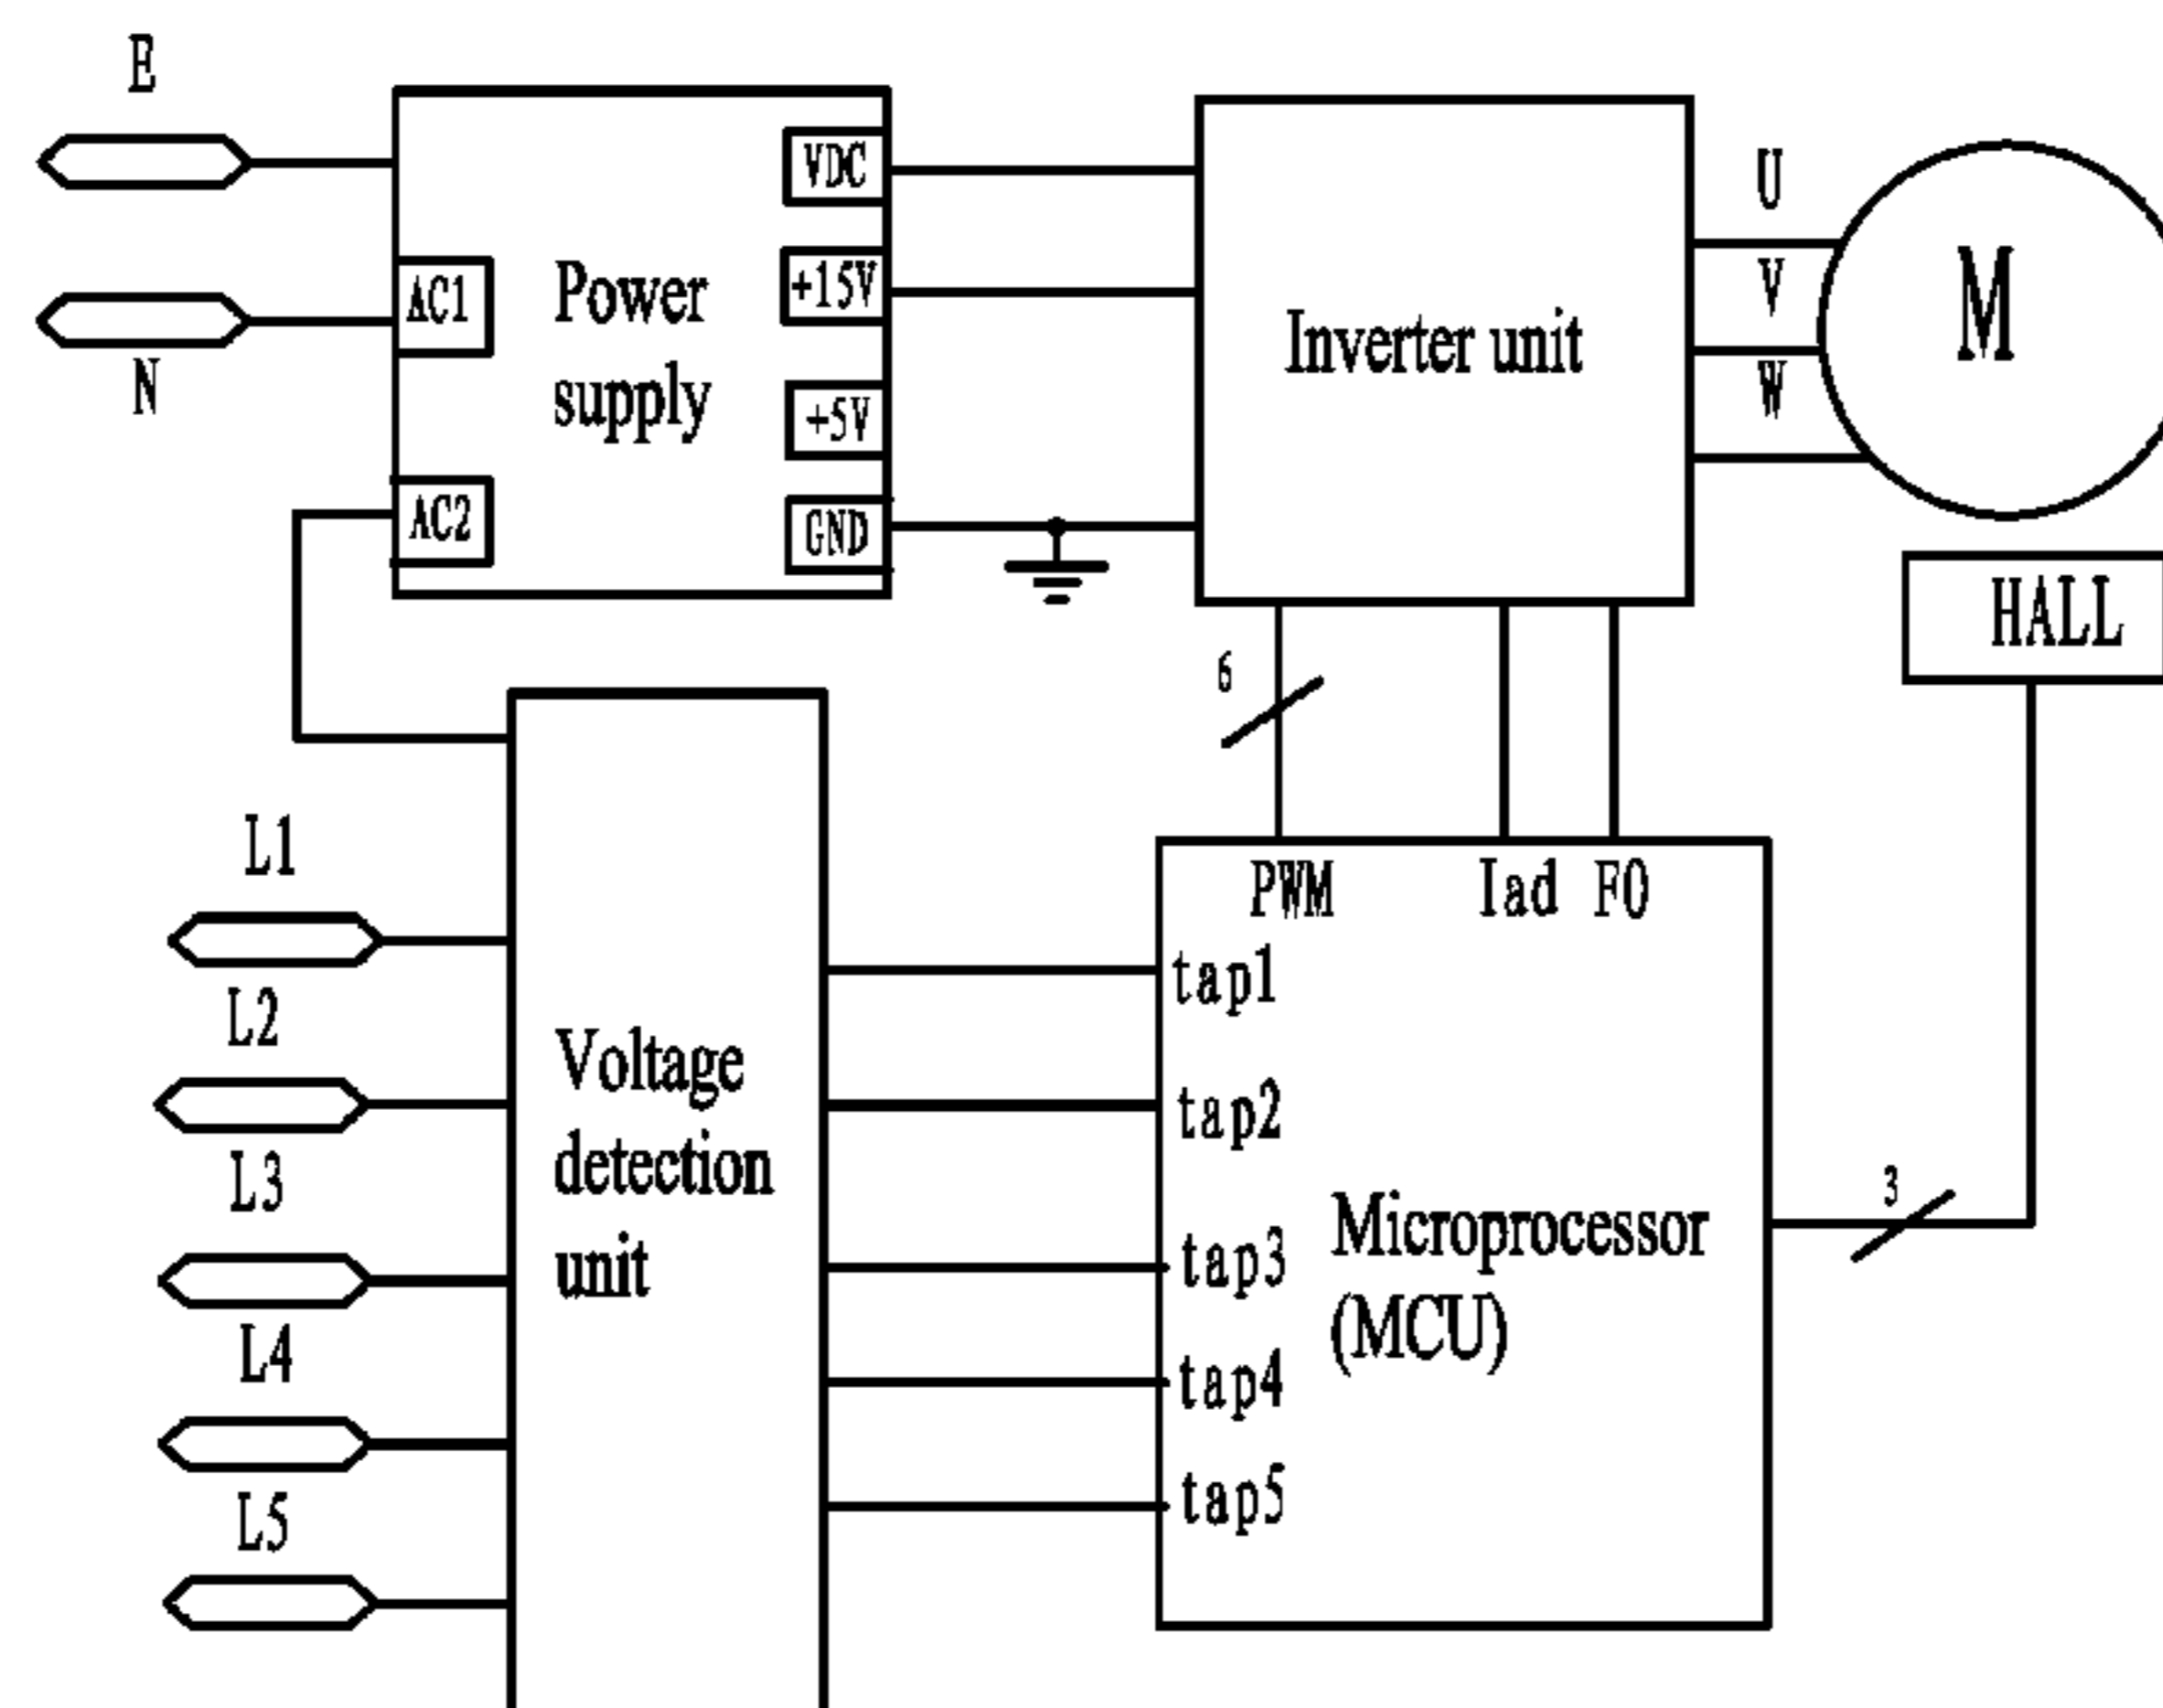 E
N
AC1
AC2
Power
supply
VDC
+15V
+5V
GND
Inverter unit
U
V
W
M
HALL
6
L1
L2
L3
L4
L5
Voltage
detection
unit
PWM Iad FO
tap1
tap2
tap3
tap4
tap5
Microprocessor
(MCU)
3